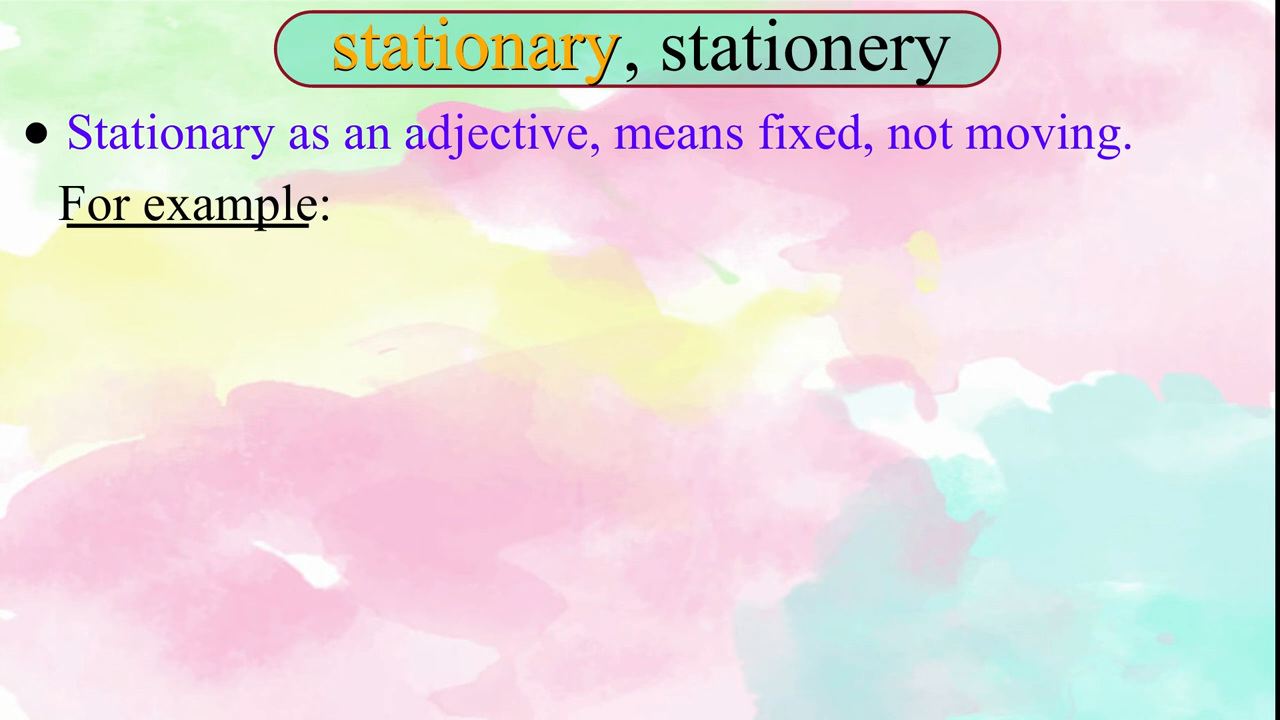 stationary, stationery
• Stationary as an adjective, means fixed, not moving.
For example: